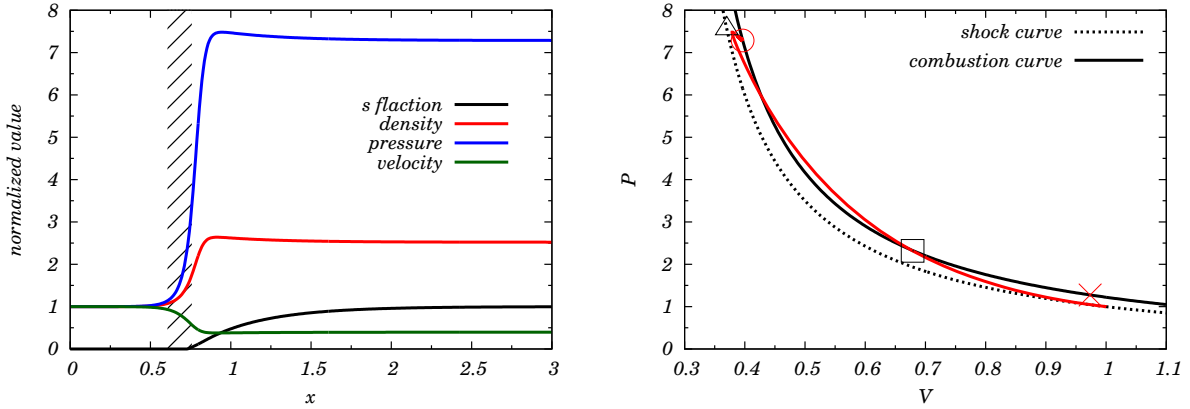 8
7
6
5
4
3
2
1
0
normalized value
s flaction
density
pressure
velocity
0 0.5 1 1.5 2 2.5 3
x
8
7
6
5
4
3
2
1
0
P
shock curve
combustion curve
0.3 0.4 0.5 0.6 0.7 0.8 0.9 1 1.1
V